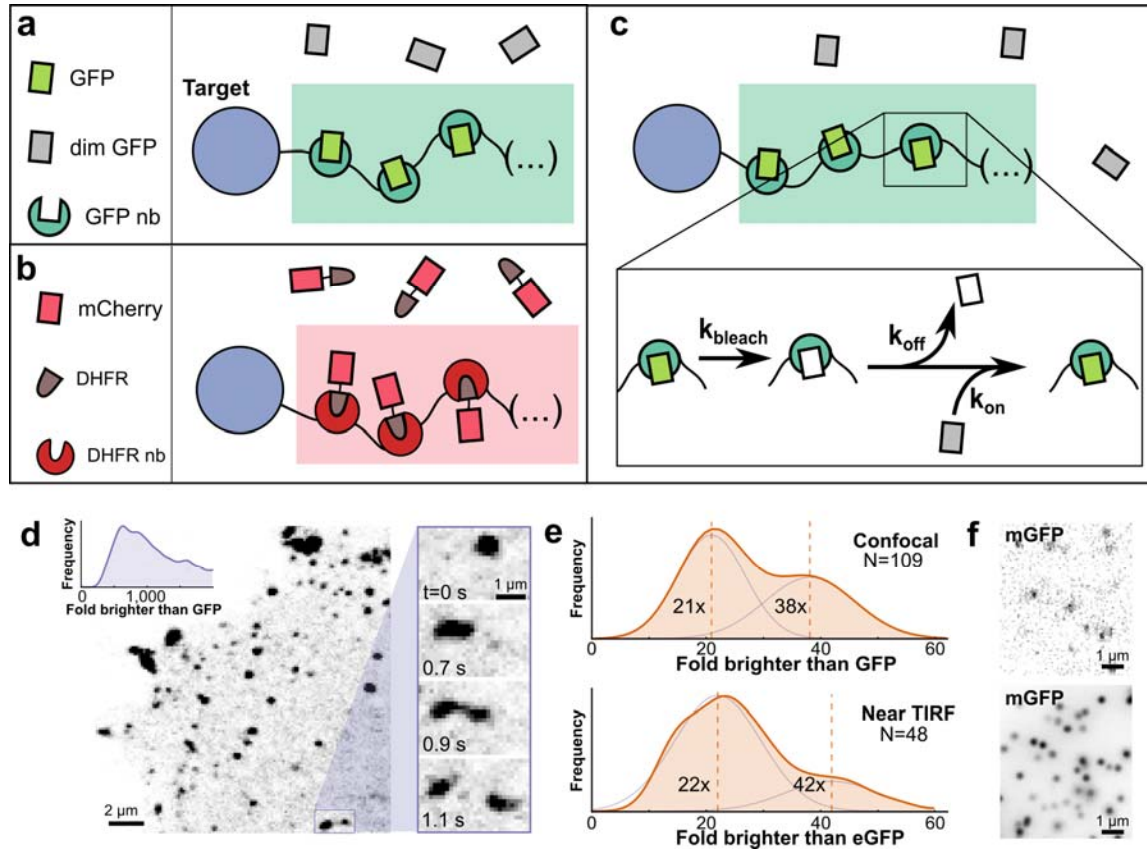 a
GFP
dim GFP
GFP nb
Target
(...)
b
mCherry
DHFR
DHFR nb
(...)
c
(...)
k_bleach
k_off
k_on
d
Frequency
0 1,000
Fold brighter than GFP
2 µm
t=0 s
1 µm
0.7 s
0.9 s
1.1 s
e
Frequency
Confocal
N=109
21x 38x
0 20 40 60
Fold brighter than GFP
Frequency
Near TIRF
N=48
22x 42x
0 20 40 60
Fold brighter than eGFP
f
mGFP
1 µm
mGFP
1 µm